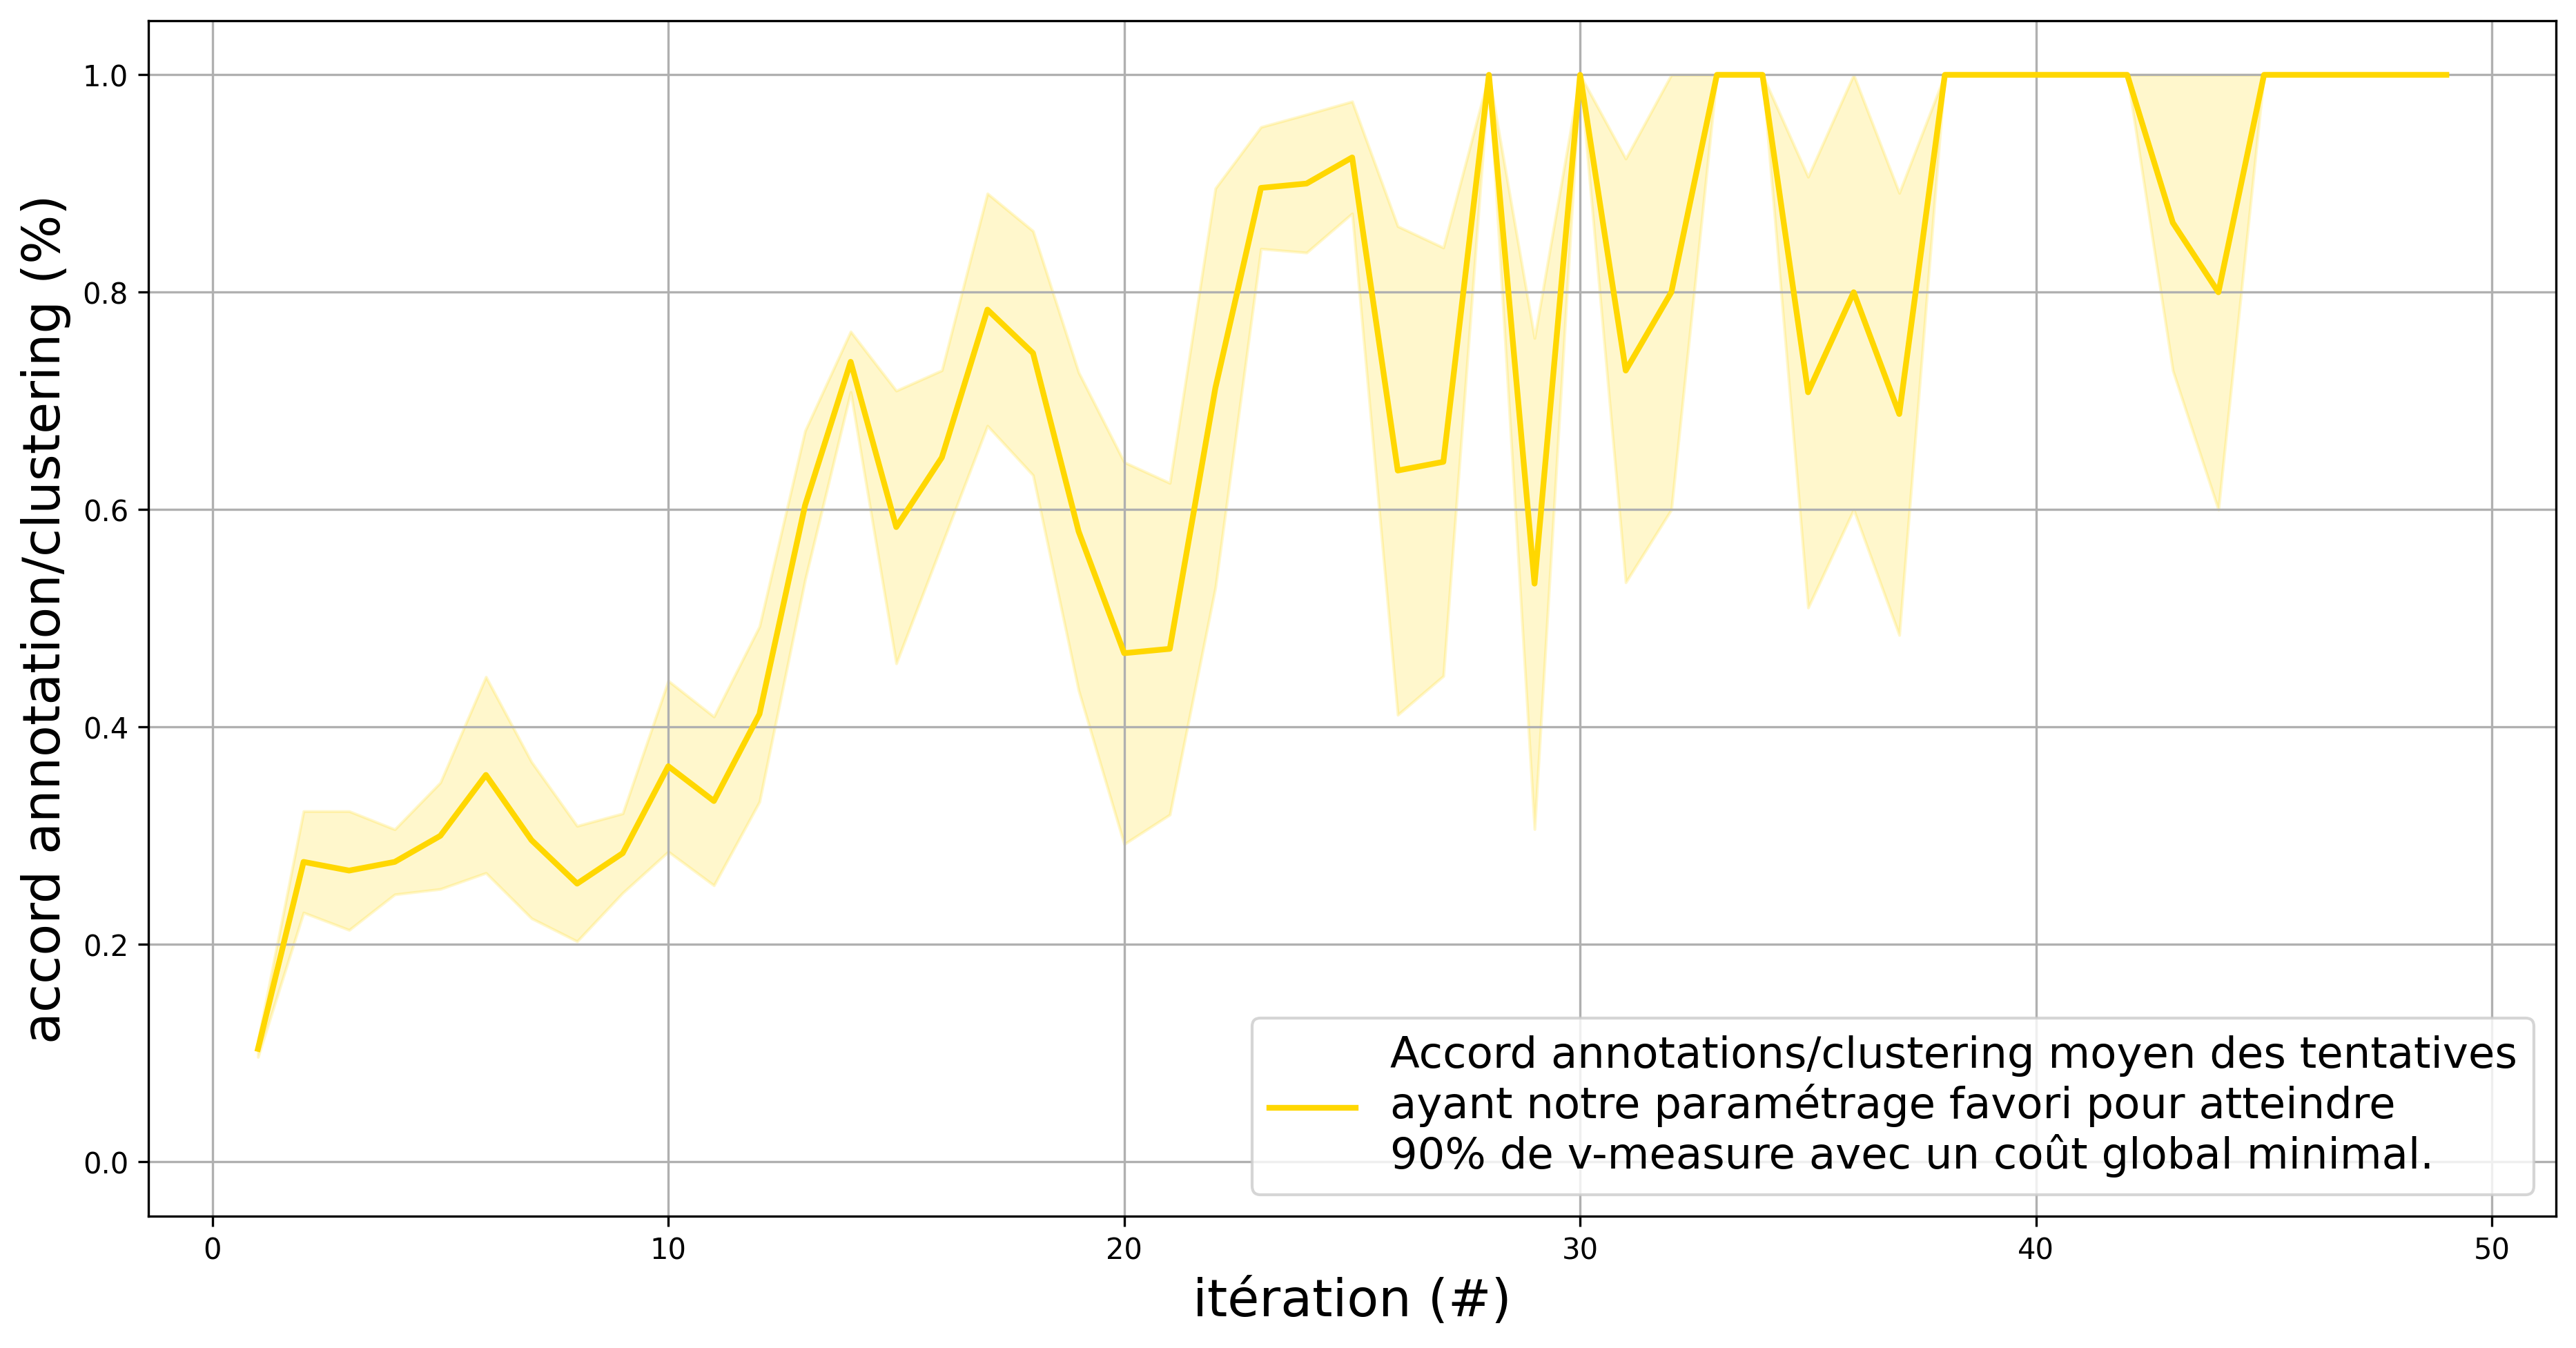 accord annotation/clustering (%)
1.0
0.8
0.6
0.4
0.2
0.0
0
10
20
30
40
50
itération (#)
Accord annotations/clustering moyen des tentatives
ayant notre paramétrage favori pour atteindre
90% de v-measure avec un coût global minimal.